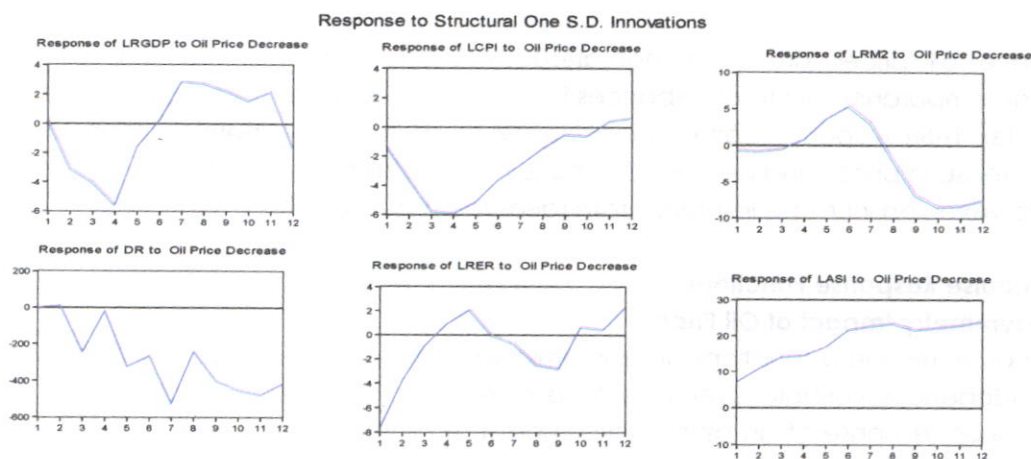 Response to Structural One S.D. Innovations
Response of LRGDP to Oil Price Decrease
4
2
0
-2
-4
-6
1 2 3 4 5 6 7 8 9 10 11 12
Response of LCPI to Oil Price Decrease
4
2
0
-2
-4
-6
1 2 3 4 5 6 7 8 9 10 11 12
Response of LRM2 to Oil Price Decrease
10
5
0
-5
-10
1 2 3 4 5 6 7 8 9 10 11 12
Response of DR to Oil Price Decrease
200
0
-200
-400
-600
1 2 3 4 5 6 7 8 9 10 11 12
Response of LRER to Oil Price Decrease
4
2
0
-2
-4
-6
-8
1 2 3 4 5 6 7 8 9 10 11 12
Response of LASI to Oil Price Decrease
30
20
10
0
-10
1 2 3 4 5 6 7 8 9 10 11 12